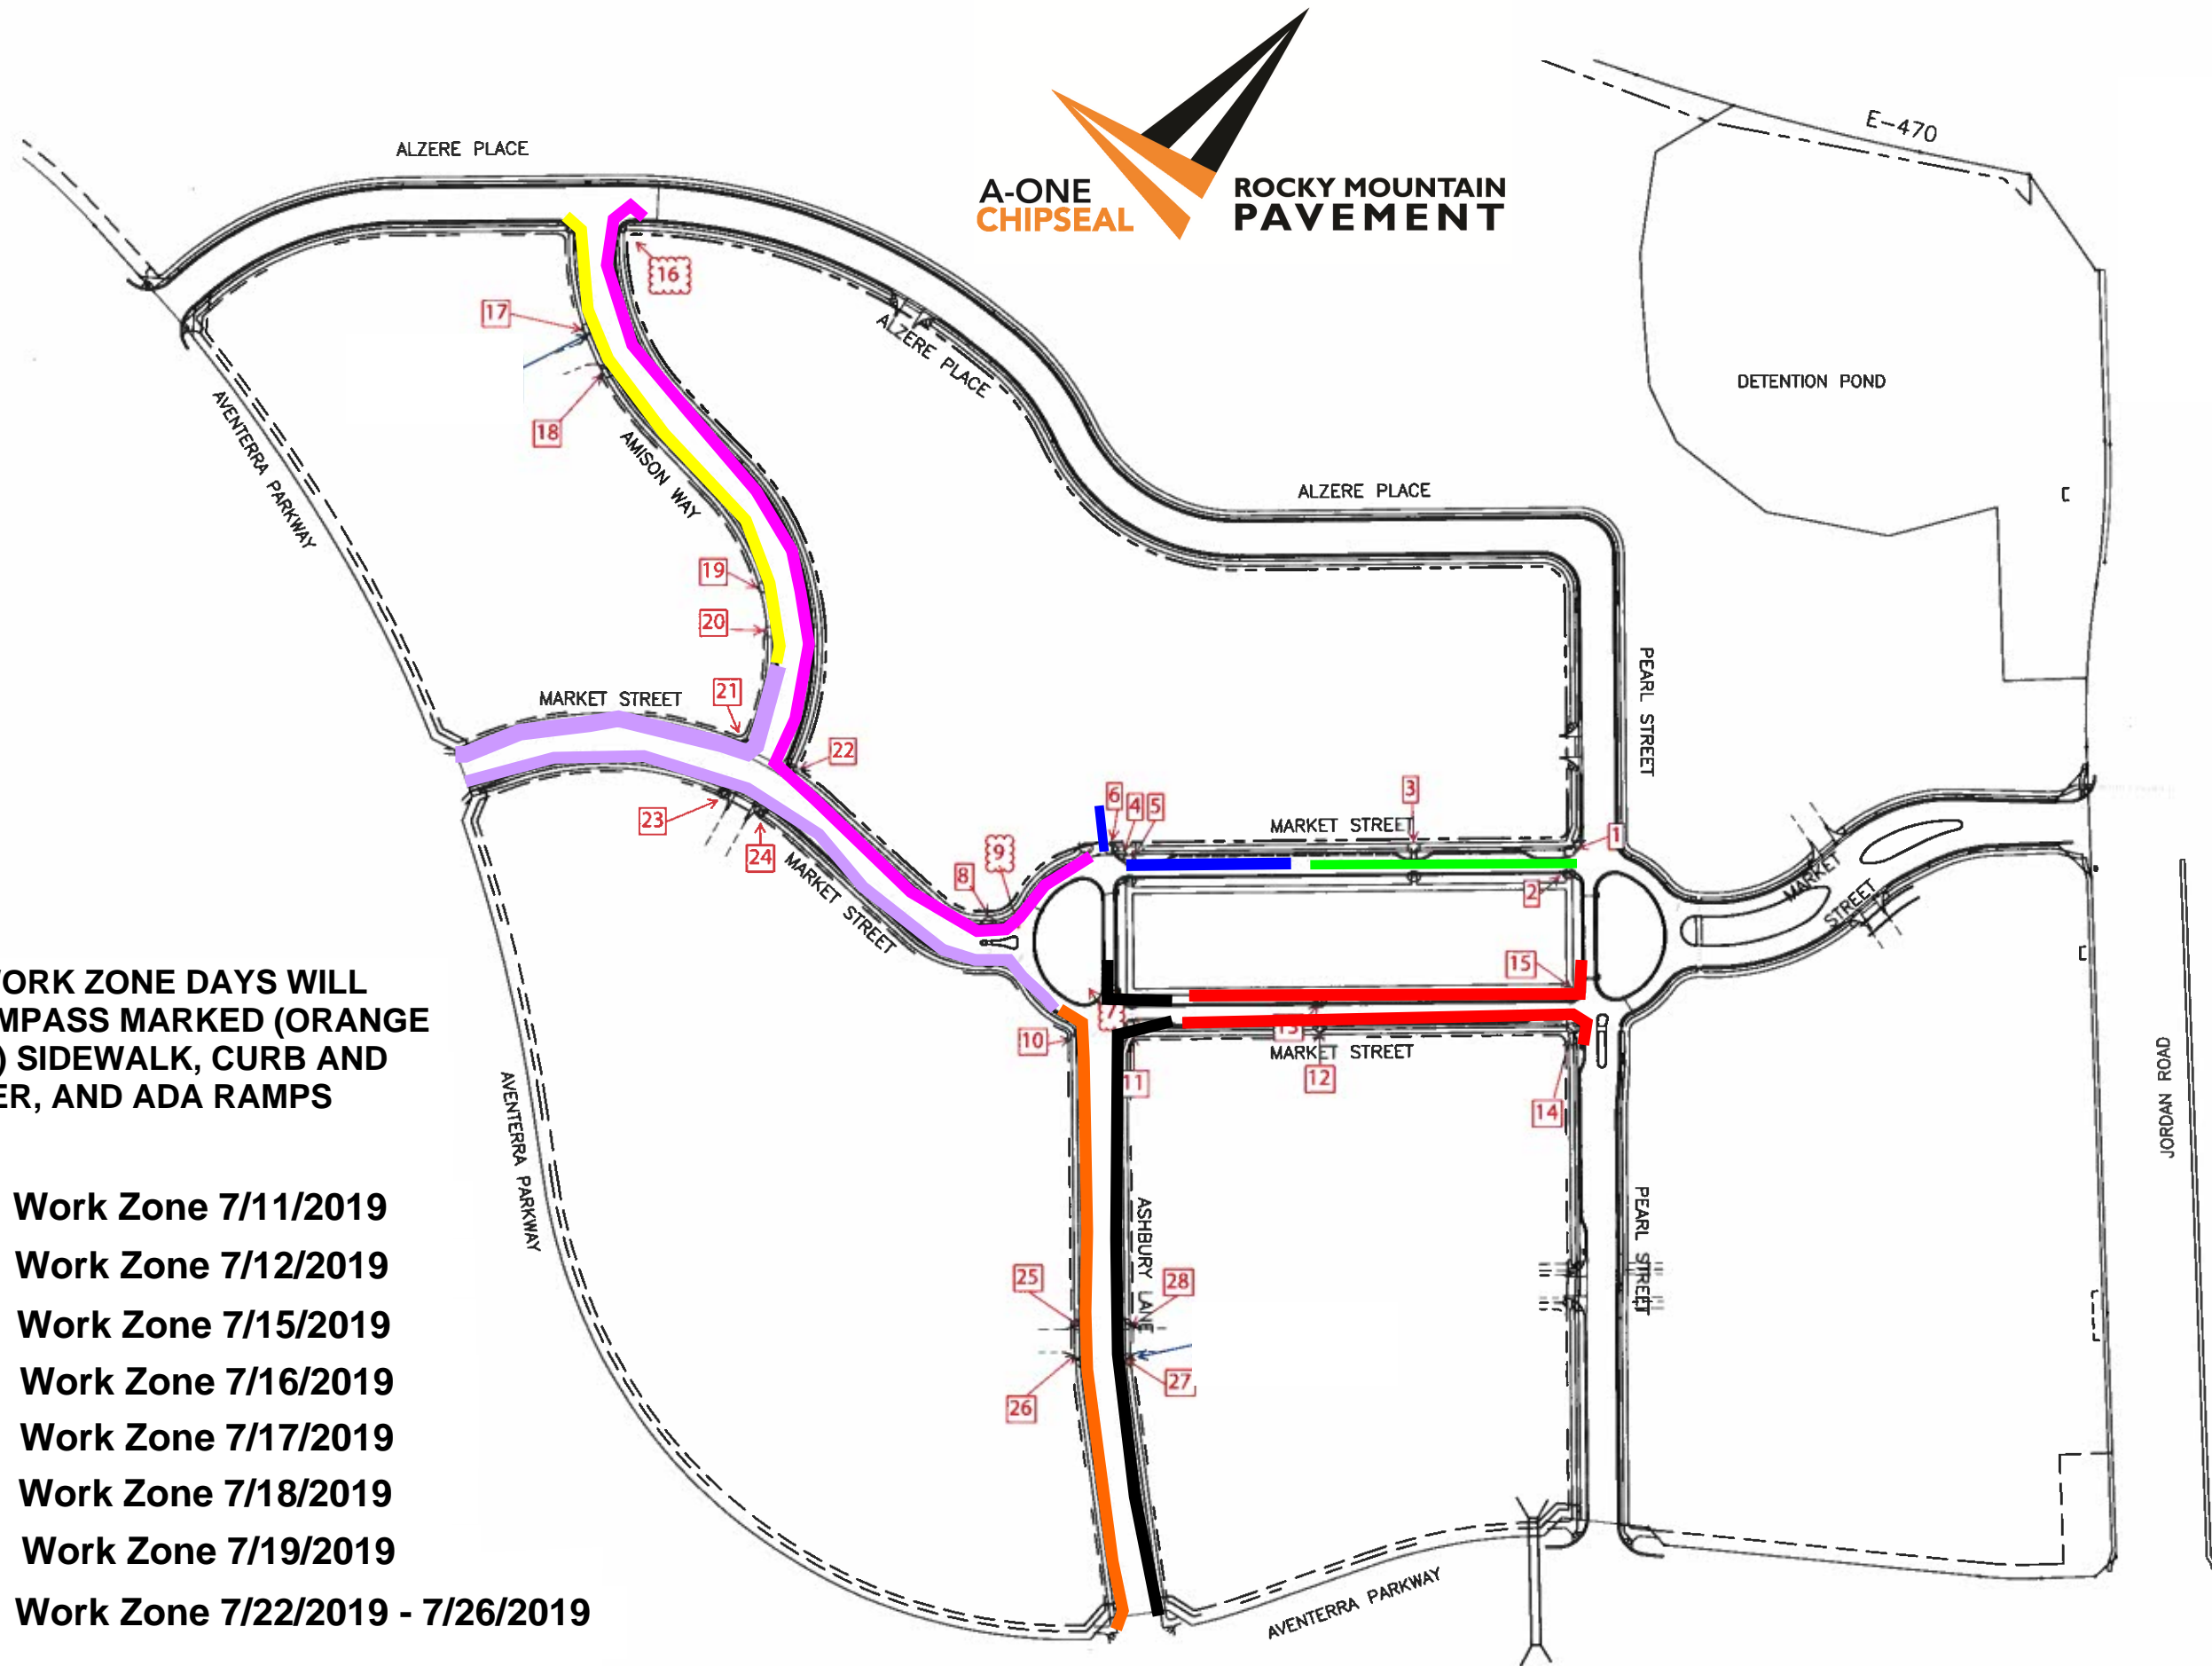 A-ONE
CHIPSEAL
ROCKY MOUNTAIN
PAVEMENT
E-470
ALZERE PLACE
16
17
ALZERE PLACE
DETENTION POND
18
AVENTERRA PARKWAY
AMISON WAY
ALZERE PLACE
19
20
PEARL STREET
MARKET STREET
21
22
23
24
MARKET STREET
6
4
5
3
MARKET STREET
1
8
9
2
MARKET
STREET
15
7
10
13
MARKET STREET
11
12
14
WORK ZONE DAYS WILL
MPASS MARKED (ORANGE
) SIDEWALK, CURB AND
ER, AND ADA RAMPS
AVENTERRA PARKWAY
JORDAN ROAD
Work Zone 7/11/2019
Work Zone 7/12/2019
Work Zone 7/15/2019
Work Zone 7/16/2019
Work Zone 7/17/2019
Work Zone 7/18/2019
Work Zone 7/19/2019
Work Zone 7/22/2019 - 7/26/2019
ASHBURY LANE
PEARL STREET
25
28
26
27
AVENTERRA PARKWAY